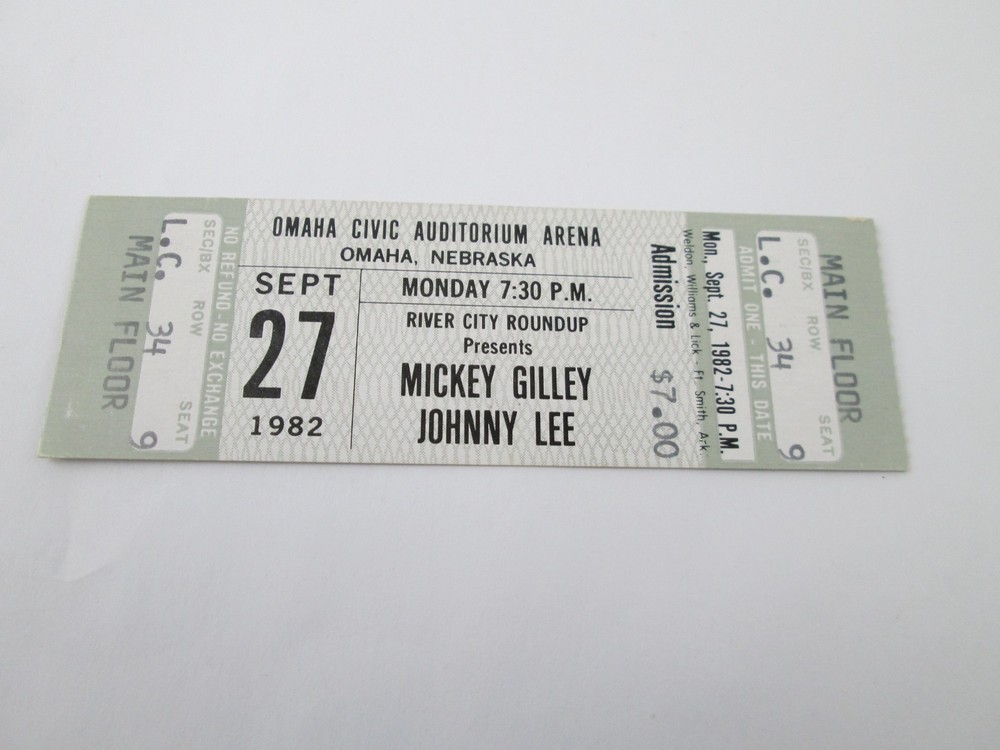 MAIN FLOOR
SEC/BX ROW SEAT
L.C. 34 9
NO REFUND - NO EXCHANGE
OMAHA CIVIC AUDITORIUM ARENA
OMAHA, NEBRASKA
SEPT
27
1982
MONDAY 7:30 P.M.
RIVER CITY ROUNDUP
Presents
MICKEY GILLEY
JOHNNY LEE
Admission $7.00
Weldon, Williams & Lick - Ft. Smith, Ark.
Mon., Sept. 27, 1982-7:30 P.M.
ADMIT ONE - THIS DATE
L.C. 34 9
SEC/BX ROW SEAT
MAIN FLOOR